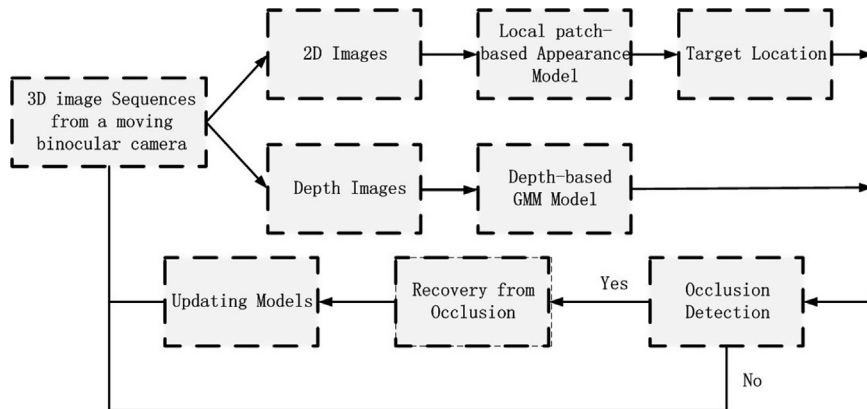 2D Images
Local patch-
based Appearance
Model
Target Location
3D image Sequences
from a moving
binocular camera
Depth Images
Depth-based
GMM Model
Updating Models
Recovery from
Occlusion
Yes
Occlusion
Detection
No